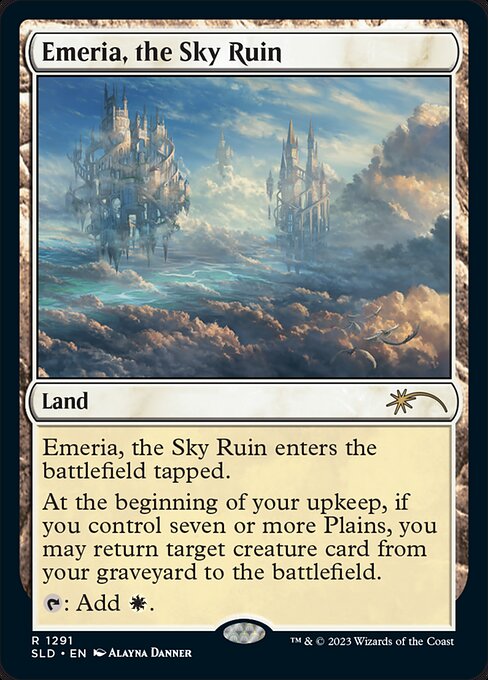 Emeria, the Sky Ruin
Land
Emeria, the Sky Ruin enters the
battlefield tapped.
At the beginning of your upkeep, if
you control seven or more Plains, you
may return target creature card from
your graveyard to the battlefield.
: Add .
R 1291
SLD • EN Alayna Danner
™ & © 2023 Wizards of the Coast